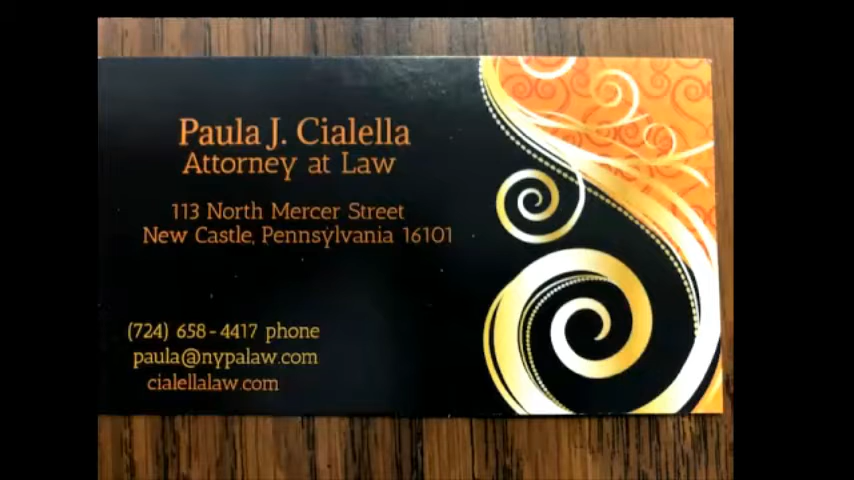 Paula J. Cialella
Attorney at Law
113 North Mercer Street
New Castle, Pennsylvania 16101
(724) 658-4417 phone
paula@nypalaw.com
cialellalaw.com